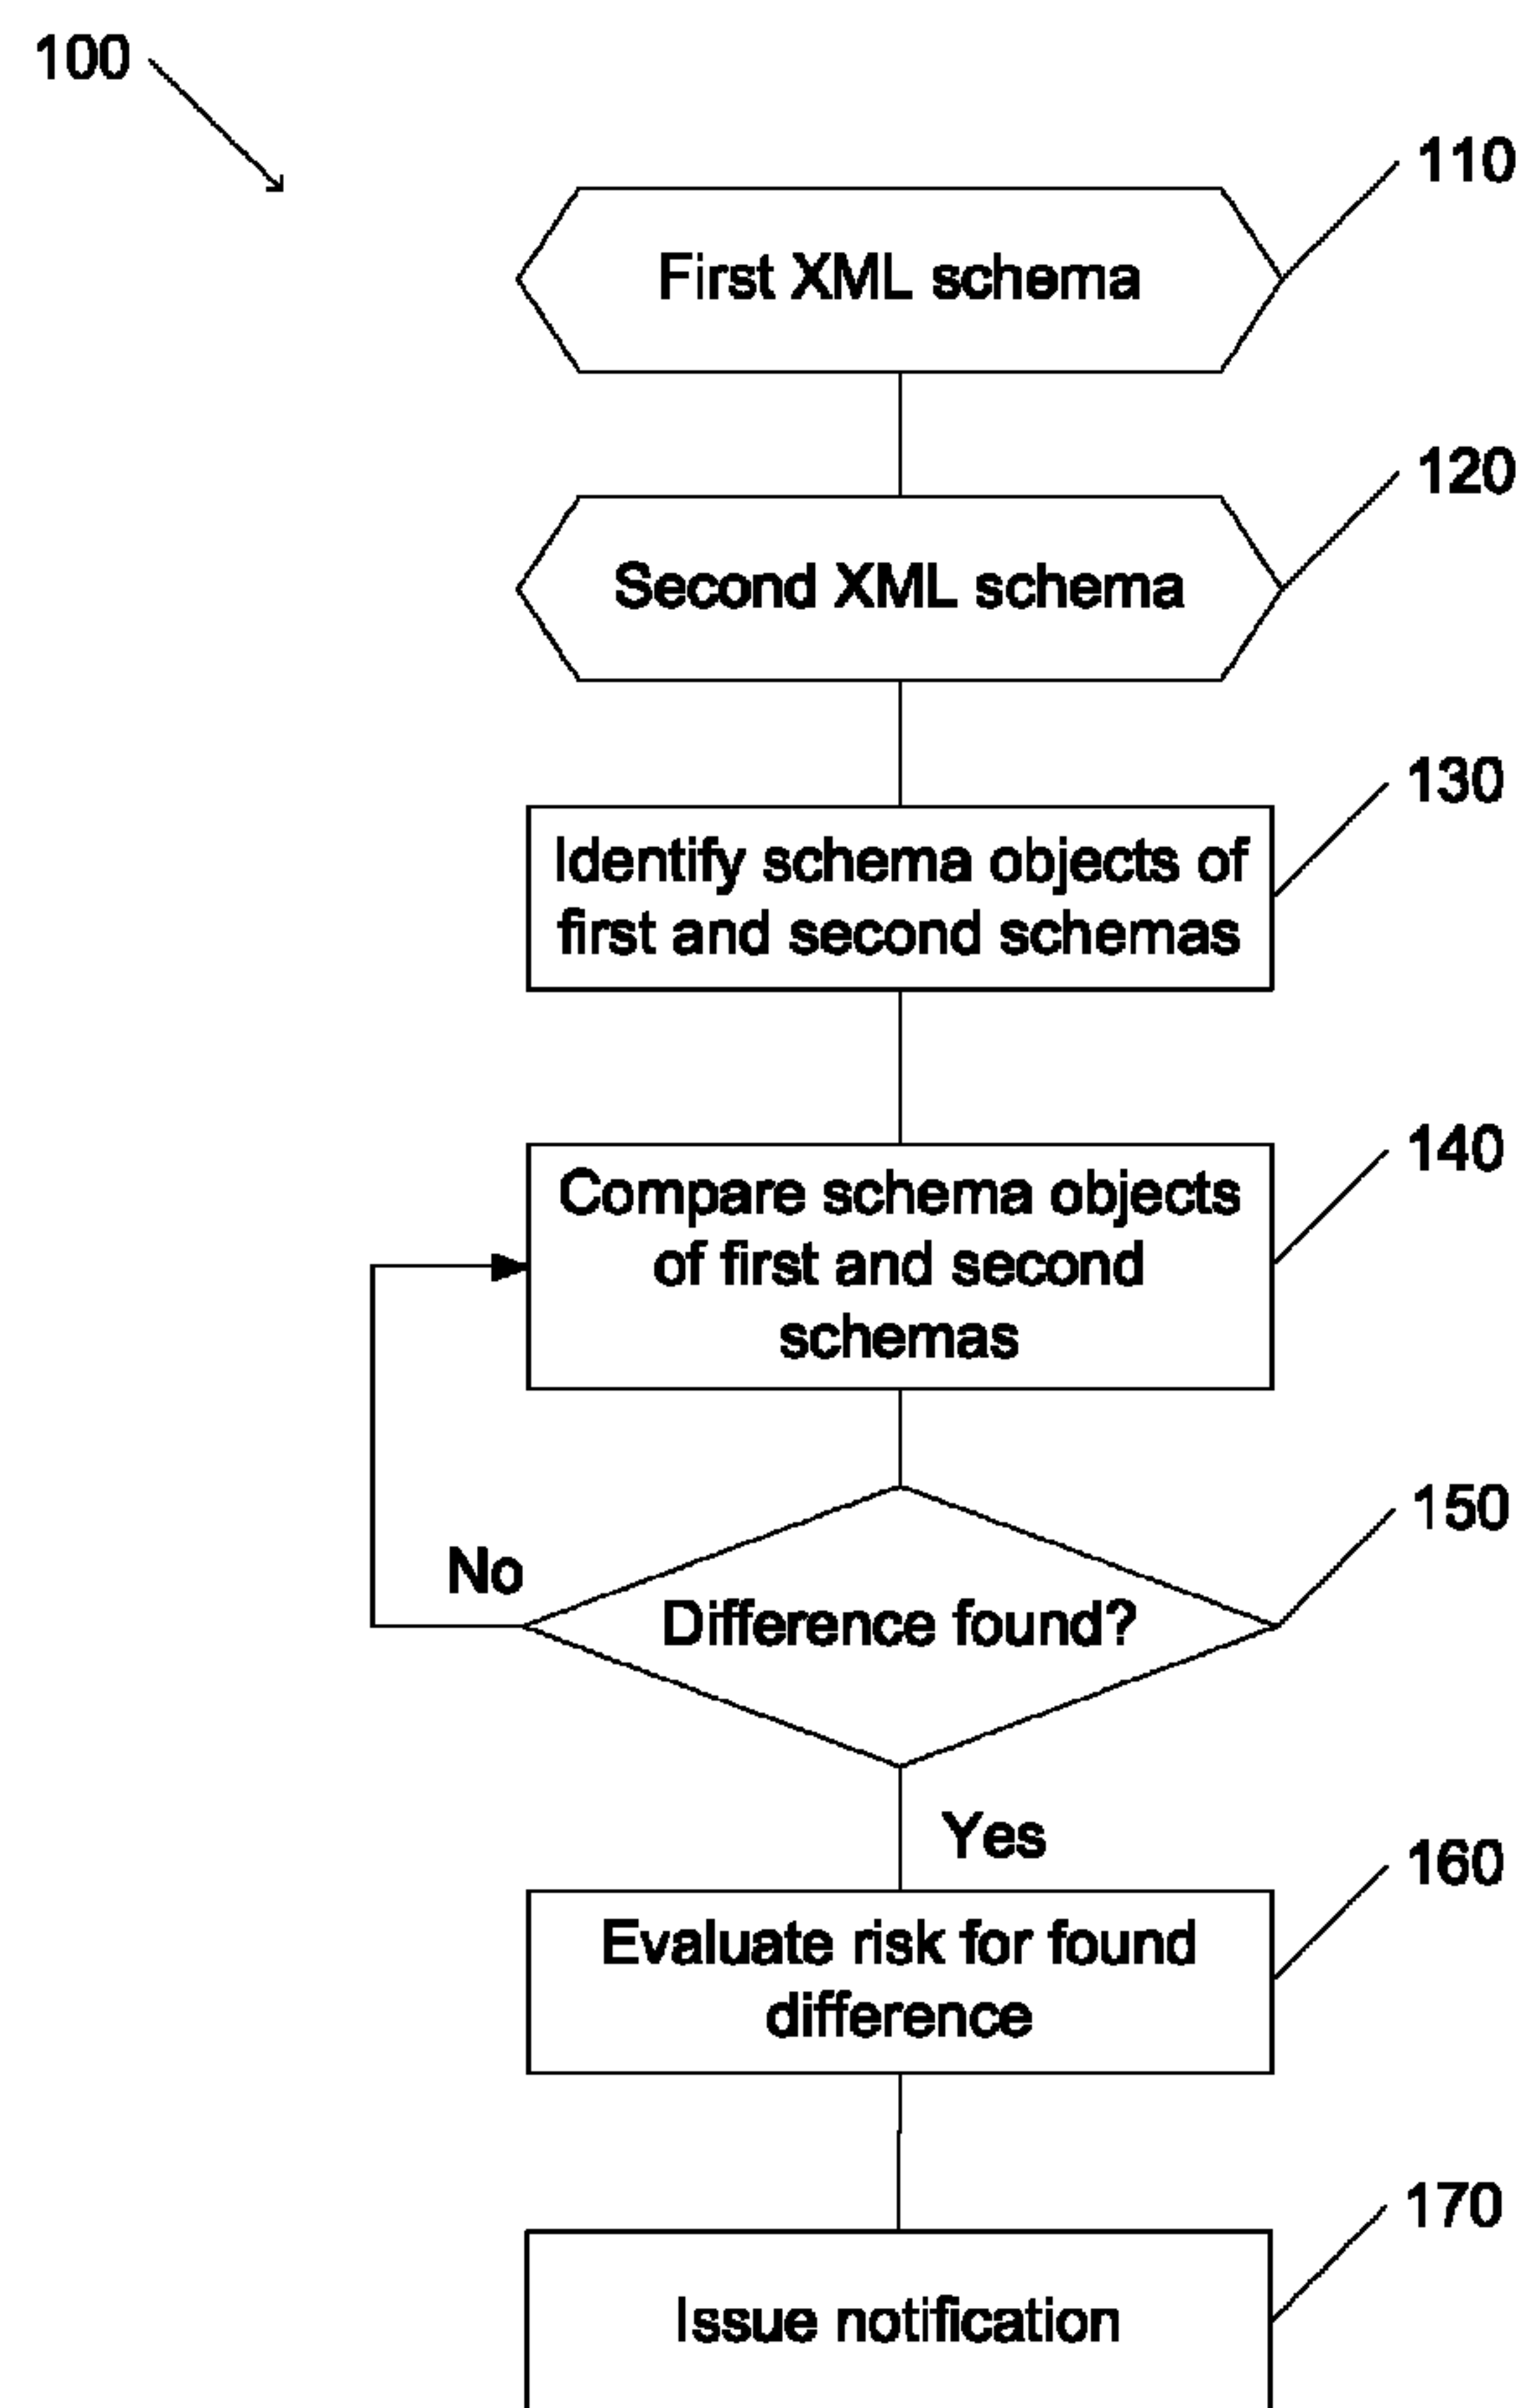 100
110
First XML schema
120
Second XML schema
130
Identify schema objects of
first and second schemas
140
Compare schema objects
of first and second
schemas
150
No
Difference found?
Yes
160
Evaluate risk for found
difference
170
Issue notification